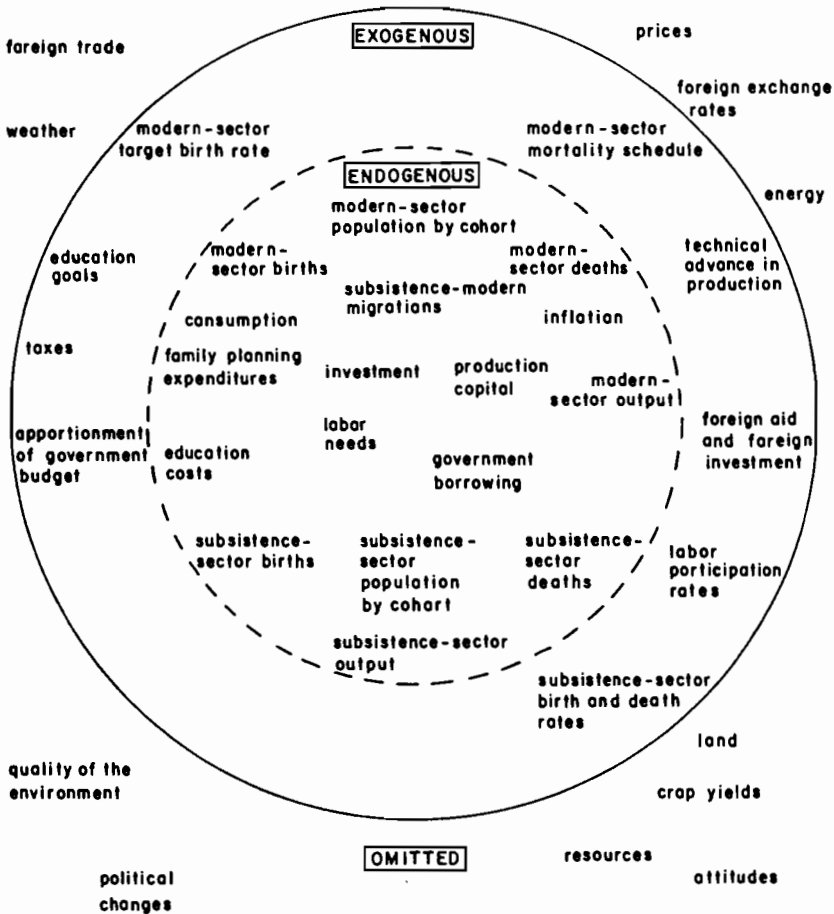 EXOGENOUS
prices
foreign trade
foreign exchange
rates
weather
modern-sector
target birth rate
modern-sector
mortality schedule
ENDOGENOUS
energy
modern-sector
population by cohort
education
goals
modern-
sector births
modern-
sector deaths
technical
advance in
production
subsistence-modern
migrations
consumption
inflation
taxes
family planning
expenditures
investment
production
capital
modern-
sector output
apportionment
of government
budget
labor
needs
foreign aid
and foreign
investment
education
costs
government
borrowing
subsistence-
sector births
subsistence-
sector
population
by cohort
subsistence-
sector
deaths
labor
participation
rates
subsistence-sector
output
subsistence-sector
birth and death
rates
land
quality of the
environment
crop yields
OMITTED
resources
attitudes
political
changes